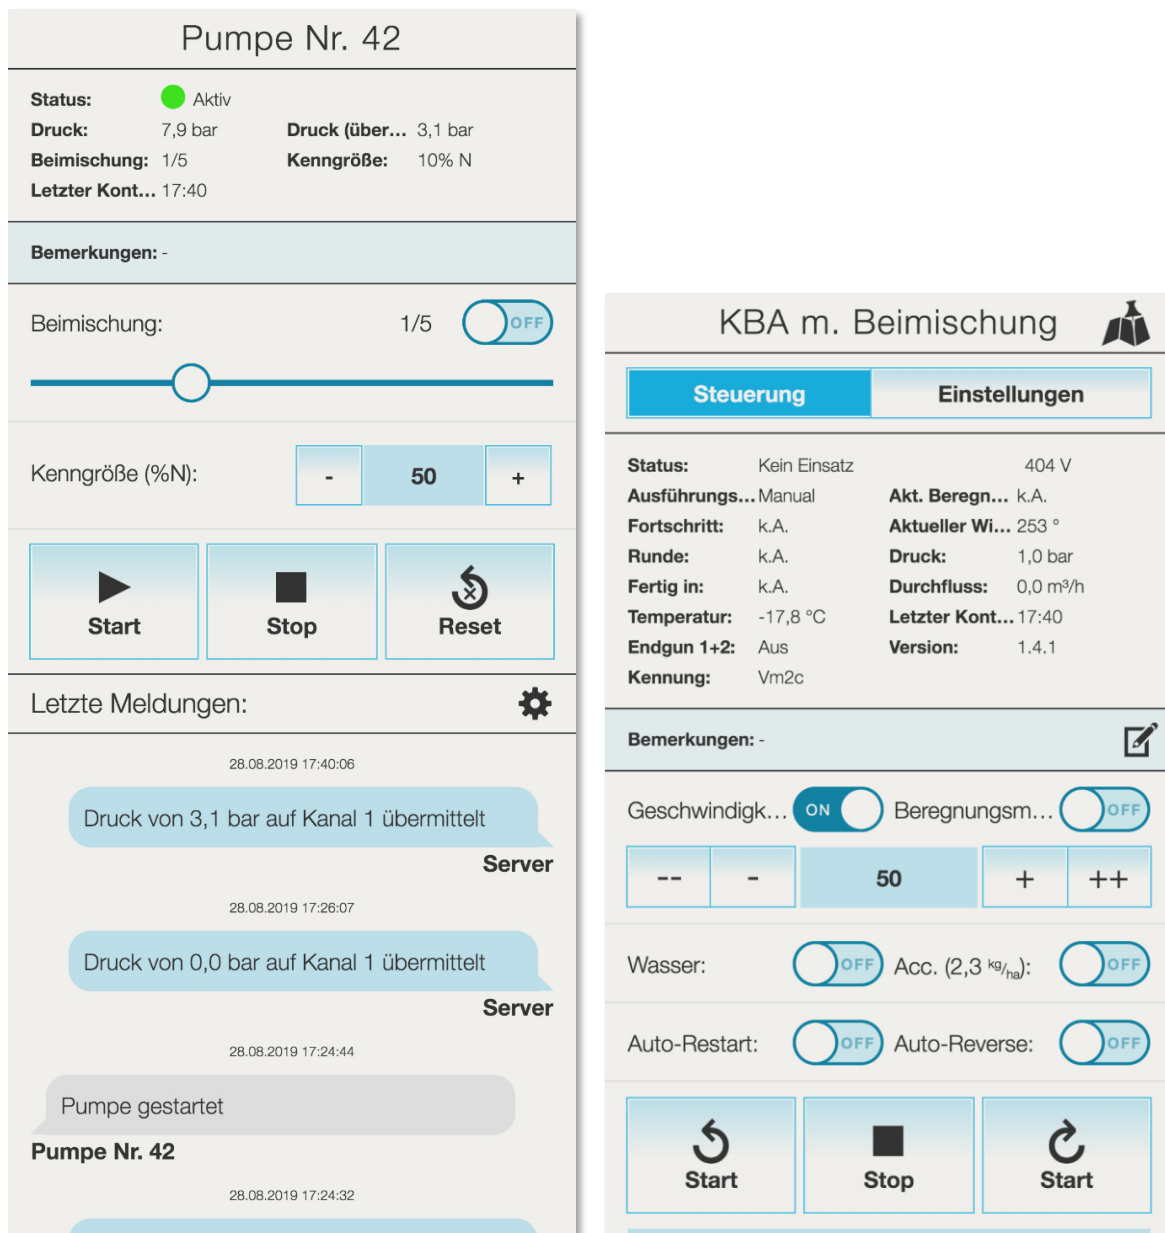 Pumpe Nr. 42
Status: Aktiv
Druck: 7,9 bar Druck (über... 3,1 bar
Beimischung: 1/5 Kenngröße: 10% N
Letzter Kont... 17:40
Bemerkungen: -
Beimischung: 1/5 OFF
Kenngröße (%N): - 50 +
Start Stop Reset
Letzte Meldungen:
28.08.2019 17:40:06
Druck von 3,1 bar auf Kanal 1 übermittelt
Server
28.08.2019 17:26:07
Druck von 0,0 bar auf Kanal 1 übermittelt
Server
28.08.2019 17:24:44
Pumpe gestartet
Pumpe Nr. 42
28.08.2019 17:24:32
KBA m. Beimischung
Steuerung Einstellungen
Status: Kein Einsatz 404 V
Ausführungs... Manual Akt. Beregn... k.A.
Fortschritt: k.A. Aktueller Wi... 253 °
Runde: k.A. Druck: 1,0 bar
Fertig in: k.A. Durchfluss: 0,0 m³/h
Temperatur: -17,8 °C Letzter Kont... 17:40
Endgun 1+2: Aus Version: 1.4.1
Kennung: Vm2c
Bemerkungen: -
Geschwindigk... ON Beregnungsm... OFF
-- - 50 + ++
Wasser: OFF Acc. (2,3 kg/ha): OFF
Auto-Restart: OFF Auto-Reverse: OFF
Start Stop Start